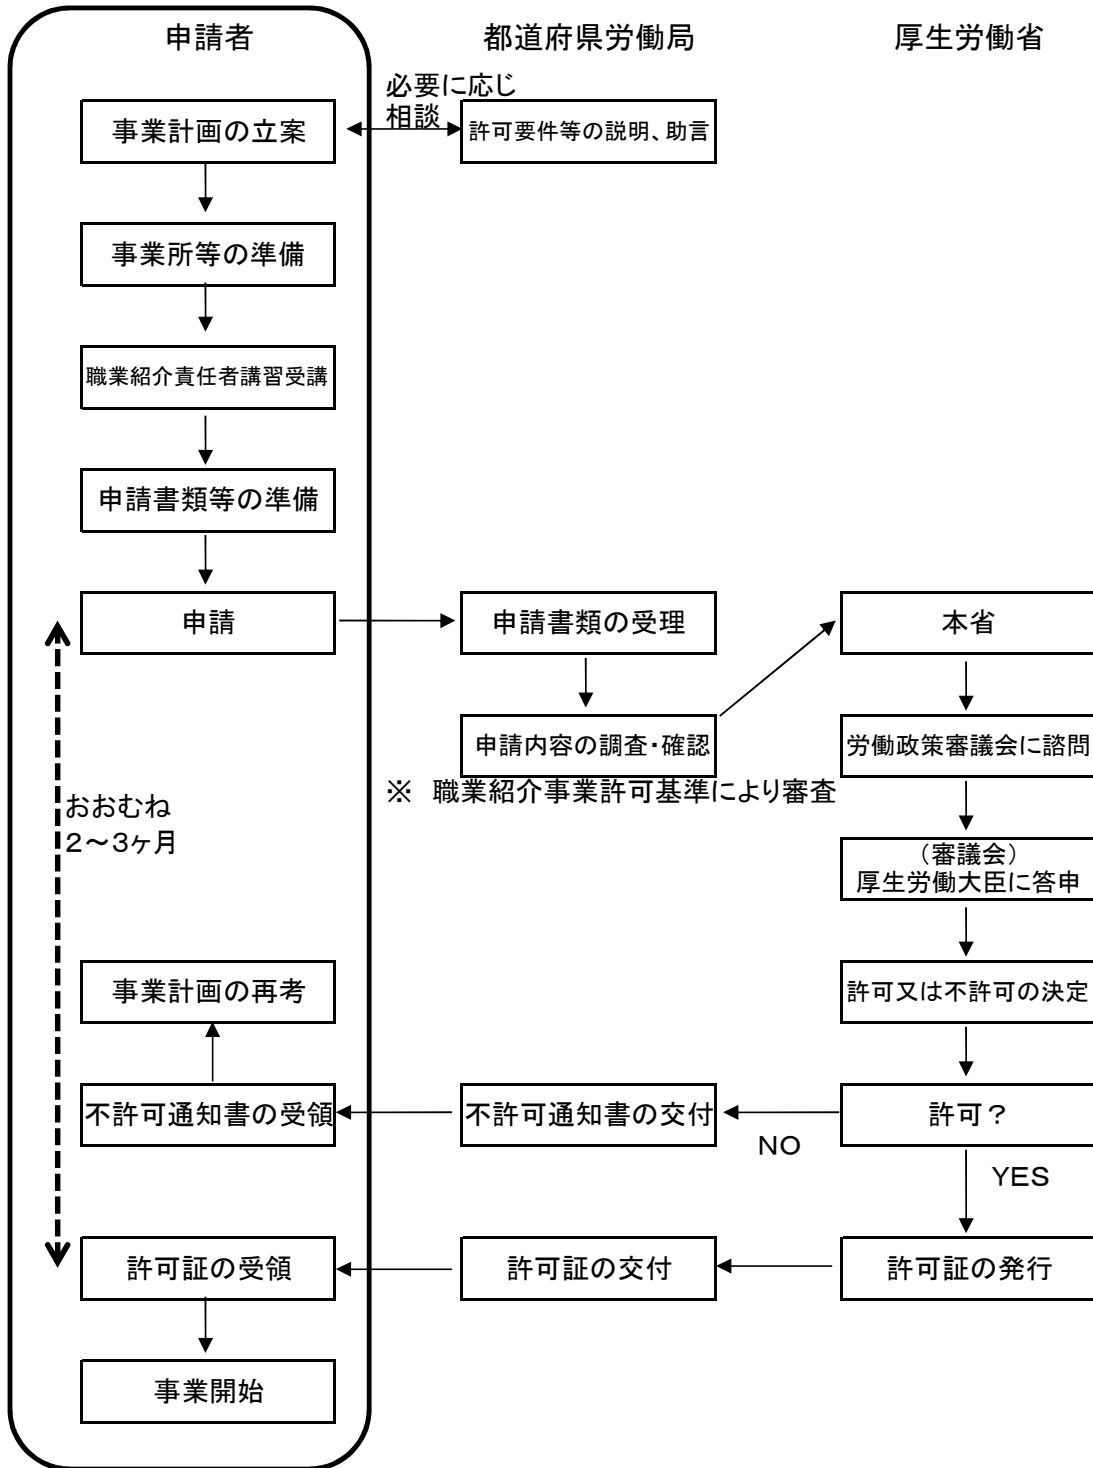 申請者
都道府県労働局
厚生労働省
必要に応じ
相談
事業計画の立案
許可要件等の説明、助言
事業所等の準備
職業紹介責任者講習受講
申請書類等の準備
申請
申請書類の受理
本省
申請内容の調査・確認
労働政策審議会に諮問
※ 職業紹介事業許可基準により審査
おおむね
2~3ヶ月
(審議会)
厚生労働大臣に答申
事業計画の再考
許可又は不許可の決定
不許可通知書の受領
不許可通知書の交付
許可?
NO
YES
許可証の受領
許可証の交付
許可証の発行
事業開始